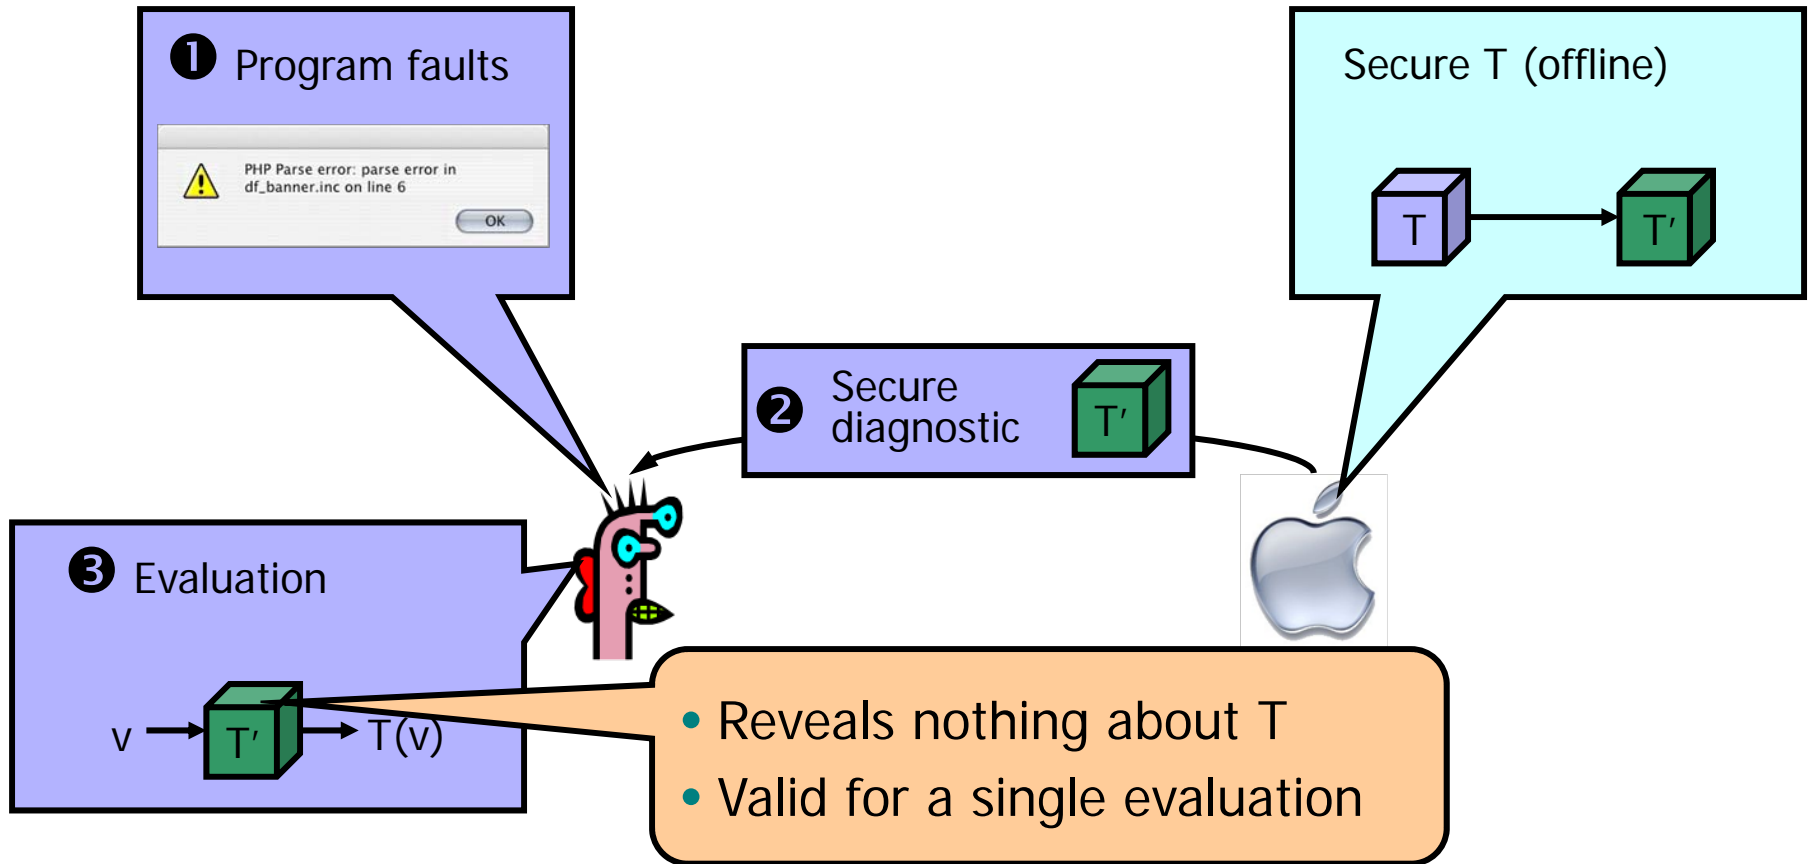 ❶ Program faults
PHP Parse error: parse error in
df_banner.inc on line 6
OK
Secure T (offline)
T
T′
❷ Secure
diagnostic
T′
❸ Evaluation
v
T′
T(v)
• Reveals nothing about T
• Valid for a single evaluation